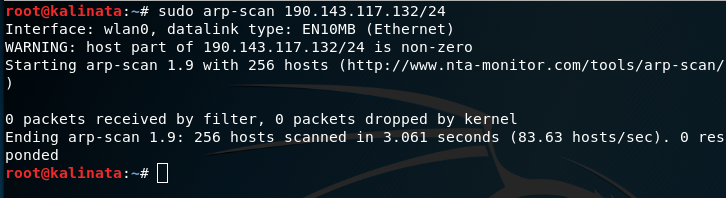 root@kalinata:~# sudo arp-scan 190.143.117.132/24
Interface: wlan0, datalink type: EN10MB (Ethernet)
WARNING: host part of 190.143.117.132/24 is non-zero
Starting arp-scan 1.9 with 256 hosts (http://www.nta-monitor.com/tools/arp-scan/
)

0 packets received by filter, 0 packets dropped by kernel
Ending arp-scan 1.9: 256 hosts scanned in 3.061 seconds (83.63 hosts/sec). 0 res
ponded
root@kalinata:~#